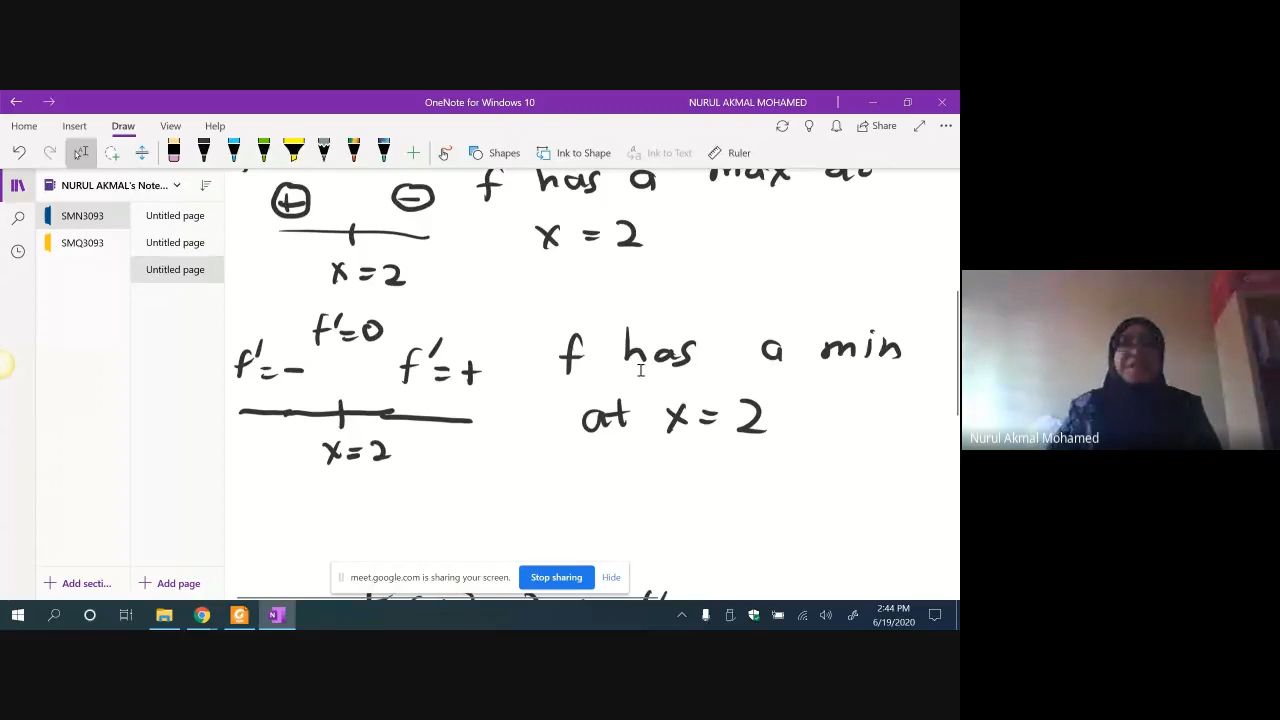 OneNote for Windows 10
NURUL AKMAL MOHAMED
Home Insert Draw View Help
Share
Shapes
Ink to Shape
Ink to Text
Ruler
NURUL AKMAL's Note...
SMN3093
SMQ3093
Untitled page
Untitled page
Untitled page
+ - f has a max at
x = 2
x = 2
f'=0
f'=- f'=+ f has a min
at x = 2
x = 2
Add secti...
Add page
meet.google.com is sharing your screen.
Stop sharing
Hide
2:44 PM
6/19/2020
Nurul Akmal Mohamed